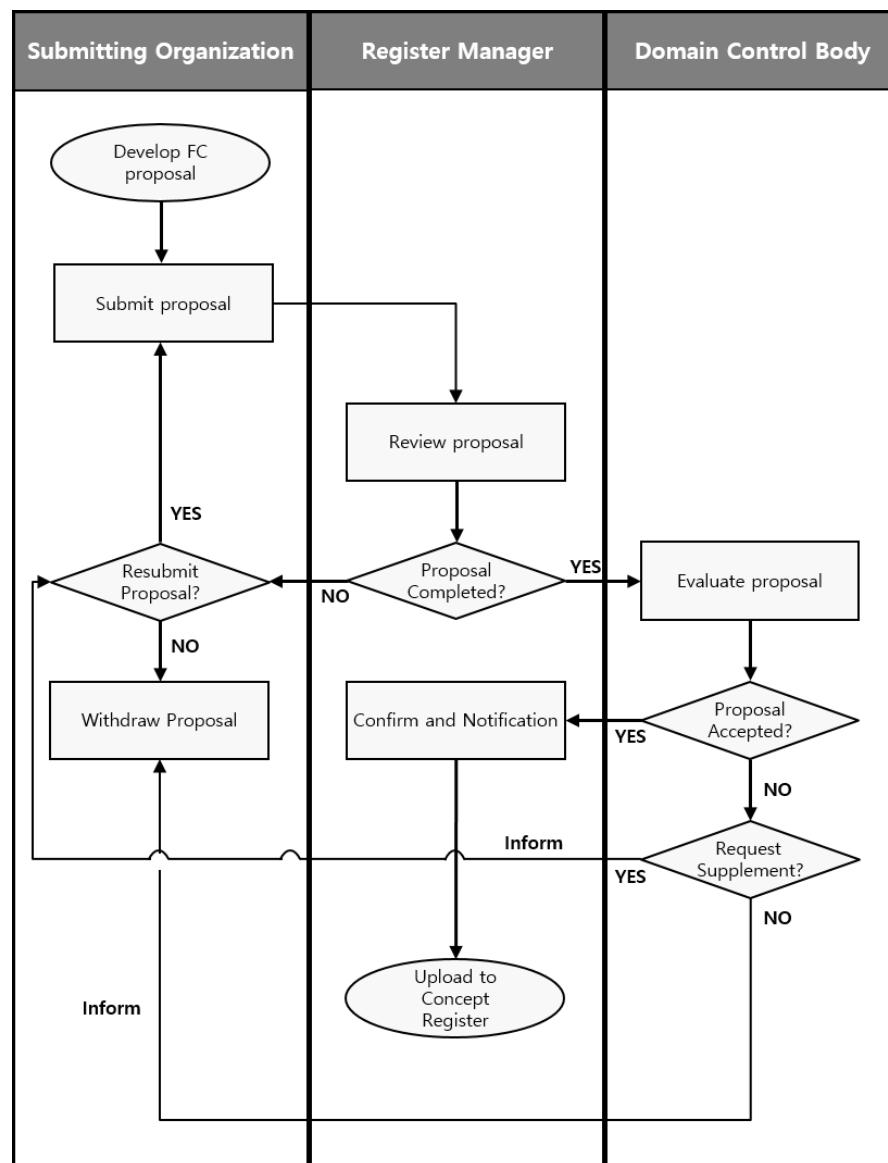 Submitting Organization
Register Manager
Domain Control Body
Develop FC
proposal
Submit proposal
Review proposal
YES
Resubmit
Proposal?
NO
Proposal
Completed?
YES
Evaluate proposal
NO
Withdraw Proposal
Confirm and Notification
YES
Proposal
Accepted?
NO
Inform
YES
Request
Supplement?
NO
Upload to
Concept
Register
Inform